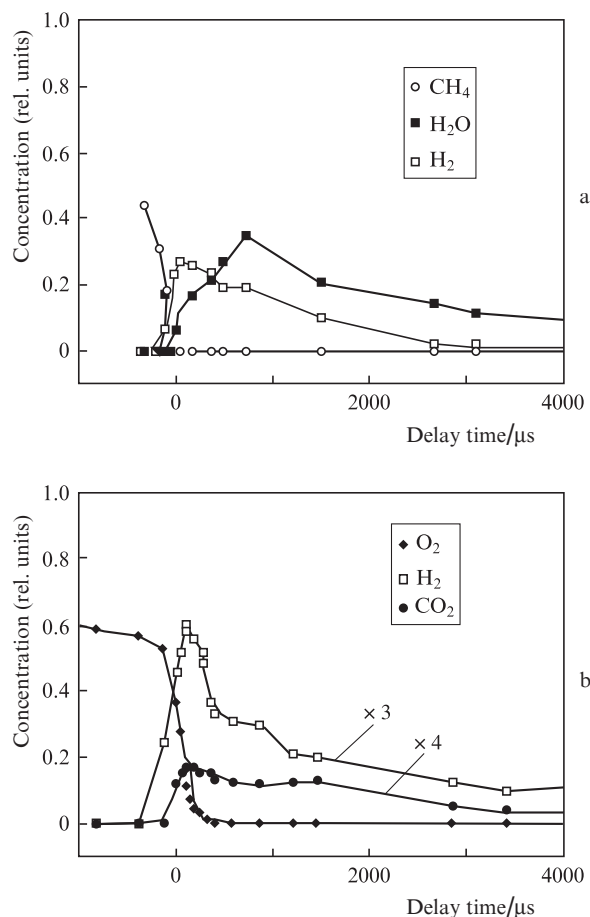 1.0
0.8
0.6
0.4
0.2
0
Concentration (rel. units)
CH₄
H₂O
H₂
a
0
2000
4000
Delay time/μs
1.0
0.8
0.6
0.4
0.2
0
Concentration (rel. units)
O₂
H₂
CO₂
b
× 3
× 4
0
2000
4000
Delay time/μs